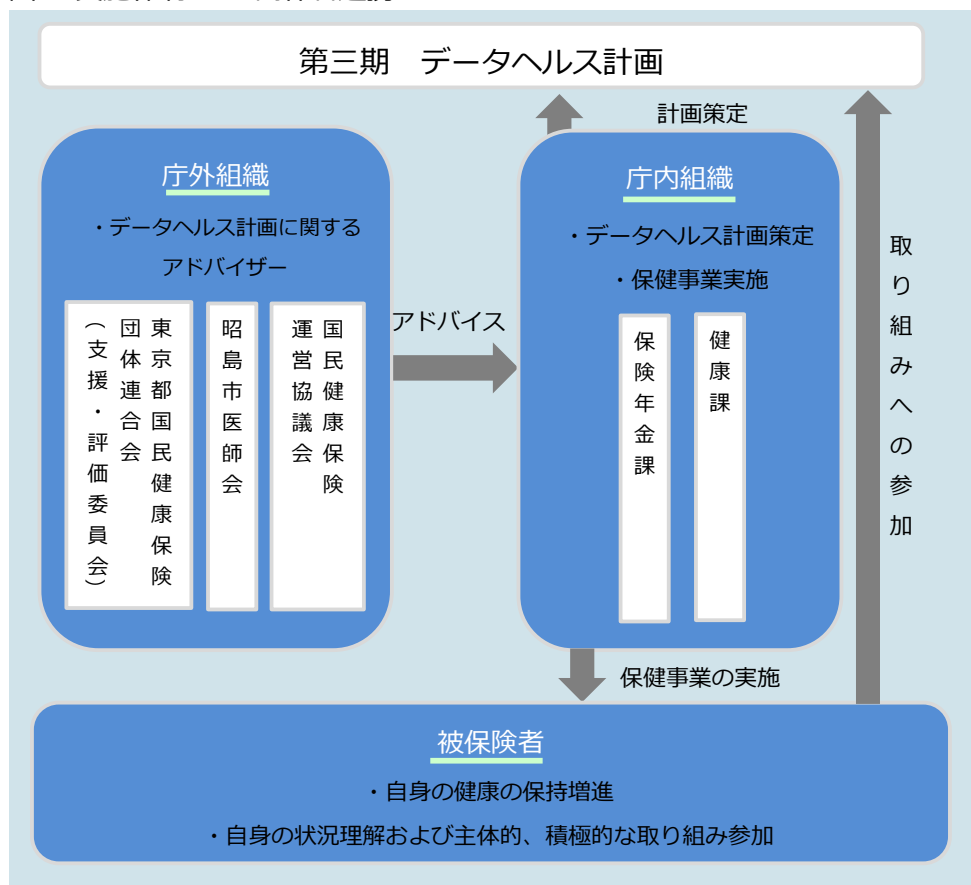 第三期　データヘルス計画
計画策定
庁外組織
・データヘルス計画に関する
アドバイザー
国民健康保険
運営協議会
昭島市医師会
東京都国民健康保険
団体連合会
（支援・評価委員会）
アドバイス
庁内組織
・データヘルス計画策定
・保健事業実施
健康課
保険年金課
取り組みへの参加
保健事業の実施
被保険者
・自身の健康の保持増進
・自身の状況理解および主体的、積極的な取り組み参加